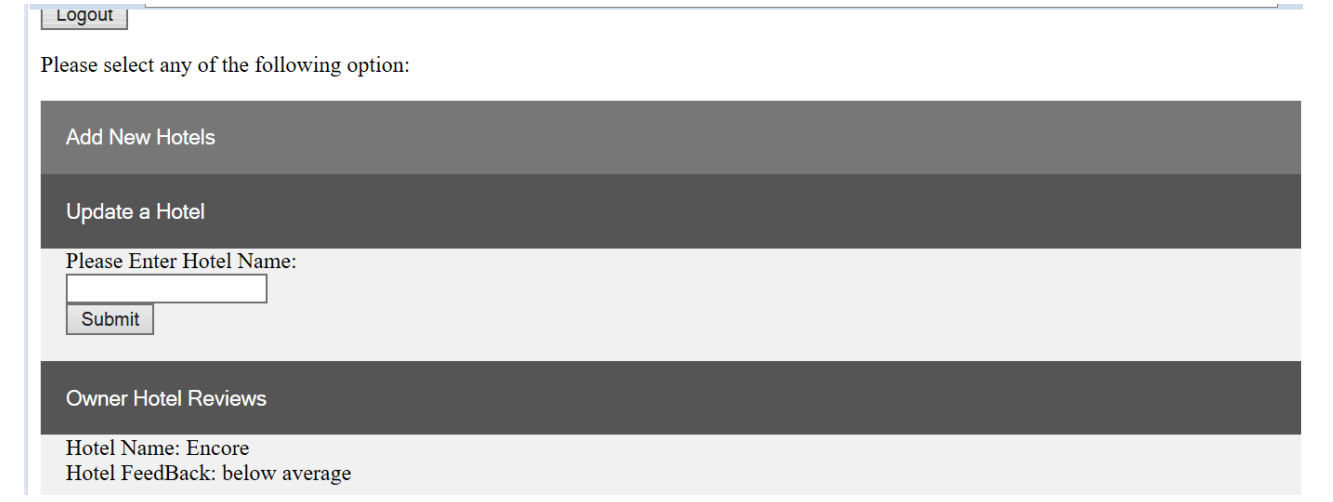 Logout
Please select any of the following option:
Add New Hotels
Update a Hotel
Please Enter Hotel Name:
Submit
Owner Hotel Reviews
Hotel Name: Encore
Hotel FeedBack: below average